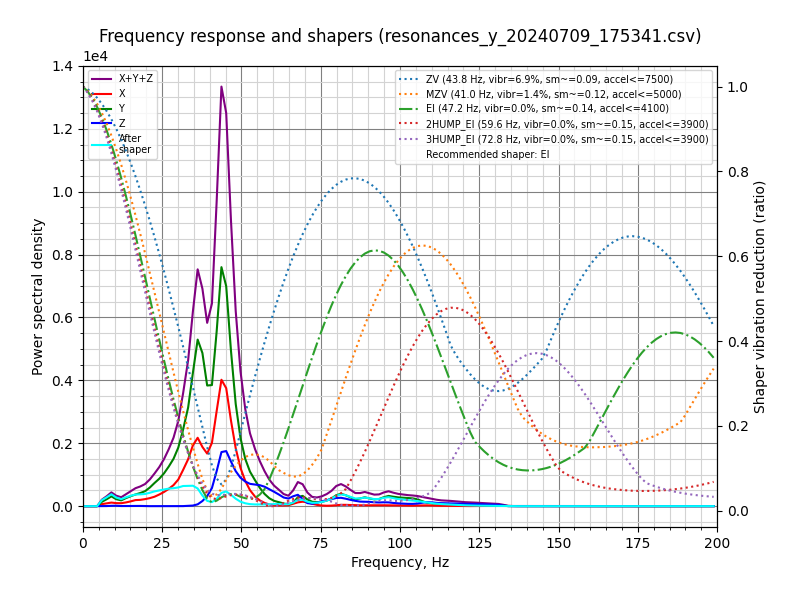 Frequency response and shapers (resonances_y_20240709_175341.csv)
1e4
X+Y+Z
X
Y
Z
After
shaper
ZV (43.8 Hz, vibr=6.9%, sm~=0.09, accel<=7500)
MZV (41.0 Hz, vibr=1.4%, sm~=0.12, accel<=5000)
EI (47.2 Hz, vibr=0.0%, sm~=0.14, accel<=4100)
2HUMP_EI (59.6 Hz, vibr=0.0%, sm~=0.15, accel<=3900)
3HUMP_EI (72.8 Hz, vibr=0.0%, sm~=0.15, accel<=3900)
Recommended shaper: EI
Power spectral density
1.4
1.2
1.0
0.8
0.6
0.4
0.2
0.0
1.0
0.8
0.6
0.4
0.2
0.0
Shaper vibration reduction (ratio)
0 25 50 75 100 125 150 175 200
Frequency, Hz